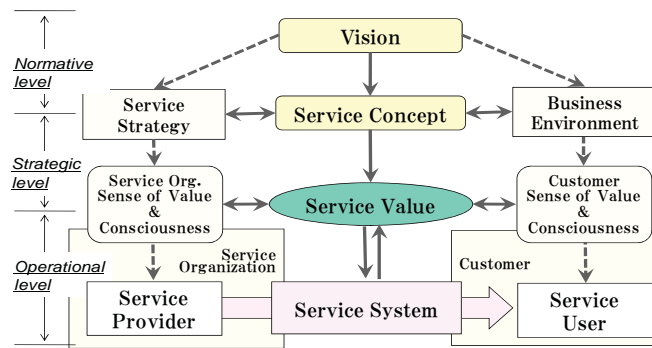 Vision
Normative
level
Service
Strategy
Service Concept
Business
Environment
Strategic
level
Service Org.
Sense of Value
&
Consciousness
Service Value
Customer
Sense of Value
&
Consciousness
Operational
level
Service
Organization
Customer
Service
Provider
Service System
Service
User